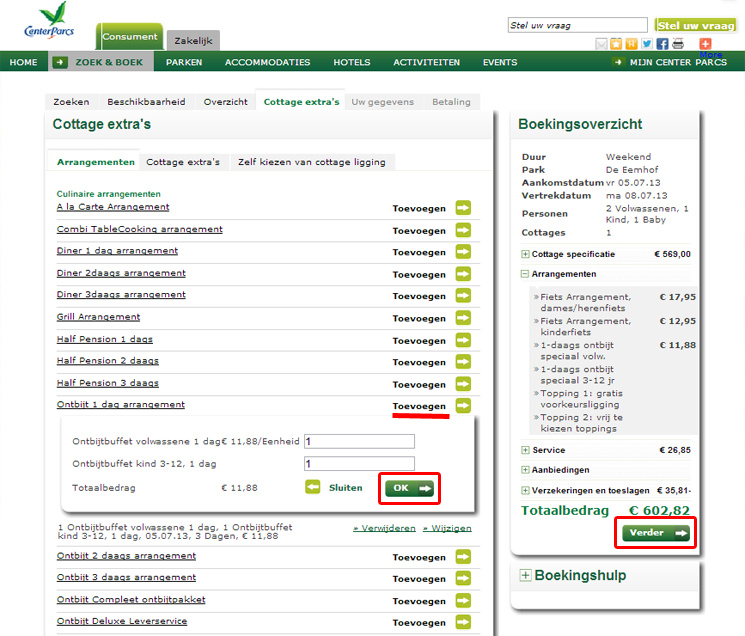 CenterParcs
Consument
Zakelijk
Stel uw vraag
Stel uw vraag
More
HOME
ZOEK & BOEK
PARKEN
ACCOMMODATIES
HOTELS
ACTIVITEITEN
EVENTS
MIJN CENTER PARCS
Zoeken
Beschikbaarheid
Overzicht
Cottage extra's
Uw gegevens
Betaling
Cottage extra's
Arrangementen
Cottage extra's
Zelf kiezen van cottage ligging
Culinaire arrangementen
A la Carte Arrangement Toevoegen
Combi TableCooking arrangement Toevoegen
Diner 1 dag arrangement Toevoegen
Diner 2daags arrangement Toevoegen
Diner 3daags arrangement Toevoegen
Grill Arrangement Toevoegen
Half Pension 1 dags Toevoegen
Half Pension 2 daags Toevoegen
Half Pension 3 daags Toevoegen
Ontbijt 1 dag arrangement Toevoegen
Ontbijtbuffet volwassene 1 dag€ 11,88/Eenheid 1
Ontbijtbuffet kind 3-12, 1 dag 1
Totaalbedrag € 11,88 Sluiten OK
1 Ontbijtbuffet volwassene 1 dag, 1 Ontbijtbuffet
kind 3-12, 1 dag, 05.07.13, 3 Dagen, € 11,88
» Verwijderen » Wijzigen
Ontbijt 2 daags arrangement Toevoegen
Ontbijt 3 daags arrangement Toevoegen
Ontbijt Compleet ontbijtpakket Toevoegen
Ontbijt Deluxe Leverservice Toevoegen
Boekingsoverzicht
Duur Weekend
Park De Eemhof
Aankomstdatum vr 05.07.13
Vertrekdatum ma 08.07.13
Personen 2 Volwassenen, 1
Kind, 1 Baby
Cottages 1
Cottage specificatie € 569,00
Arrangementen
» Fiets Arrangement, € 17,95
dames/herenfiets
» Fiets Arrangement, € 12,95
kinderfiets
» 1-daags ontbijt € 11,88
speciaal volw.
» 1-daags ontbijt
speciaal 3-12 jr
» Topping 1: gratis
voorkeursligging
» Topping 2: vrij te
kiezen toppings
Service € 26,85
Aanbiedingen
Verzekeringen en toeslagen € 35,81-
Totaalbedrag € 602,82
Verder
Boekingshulp